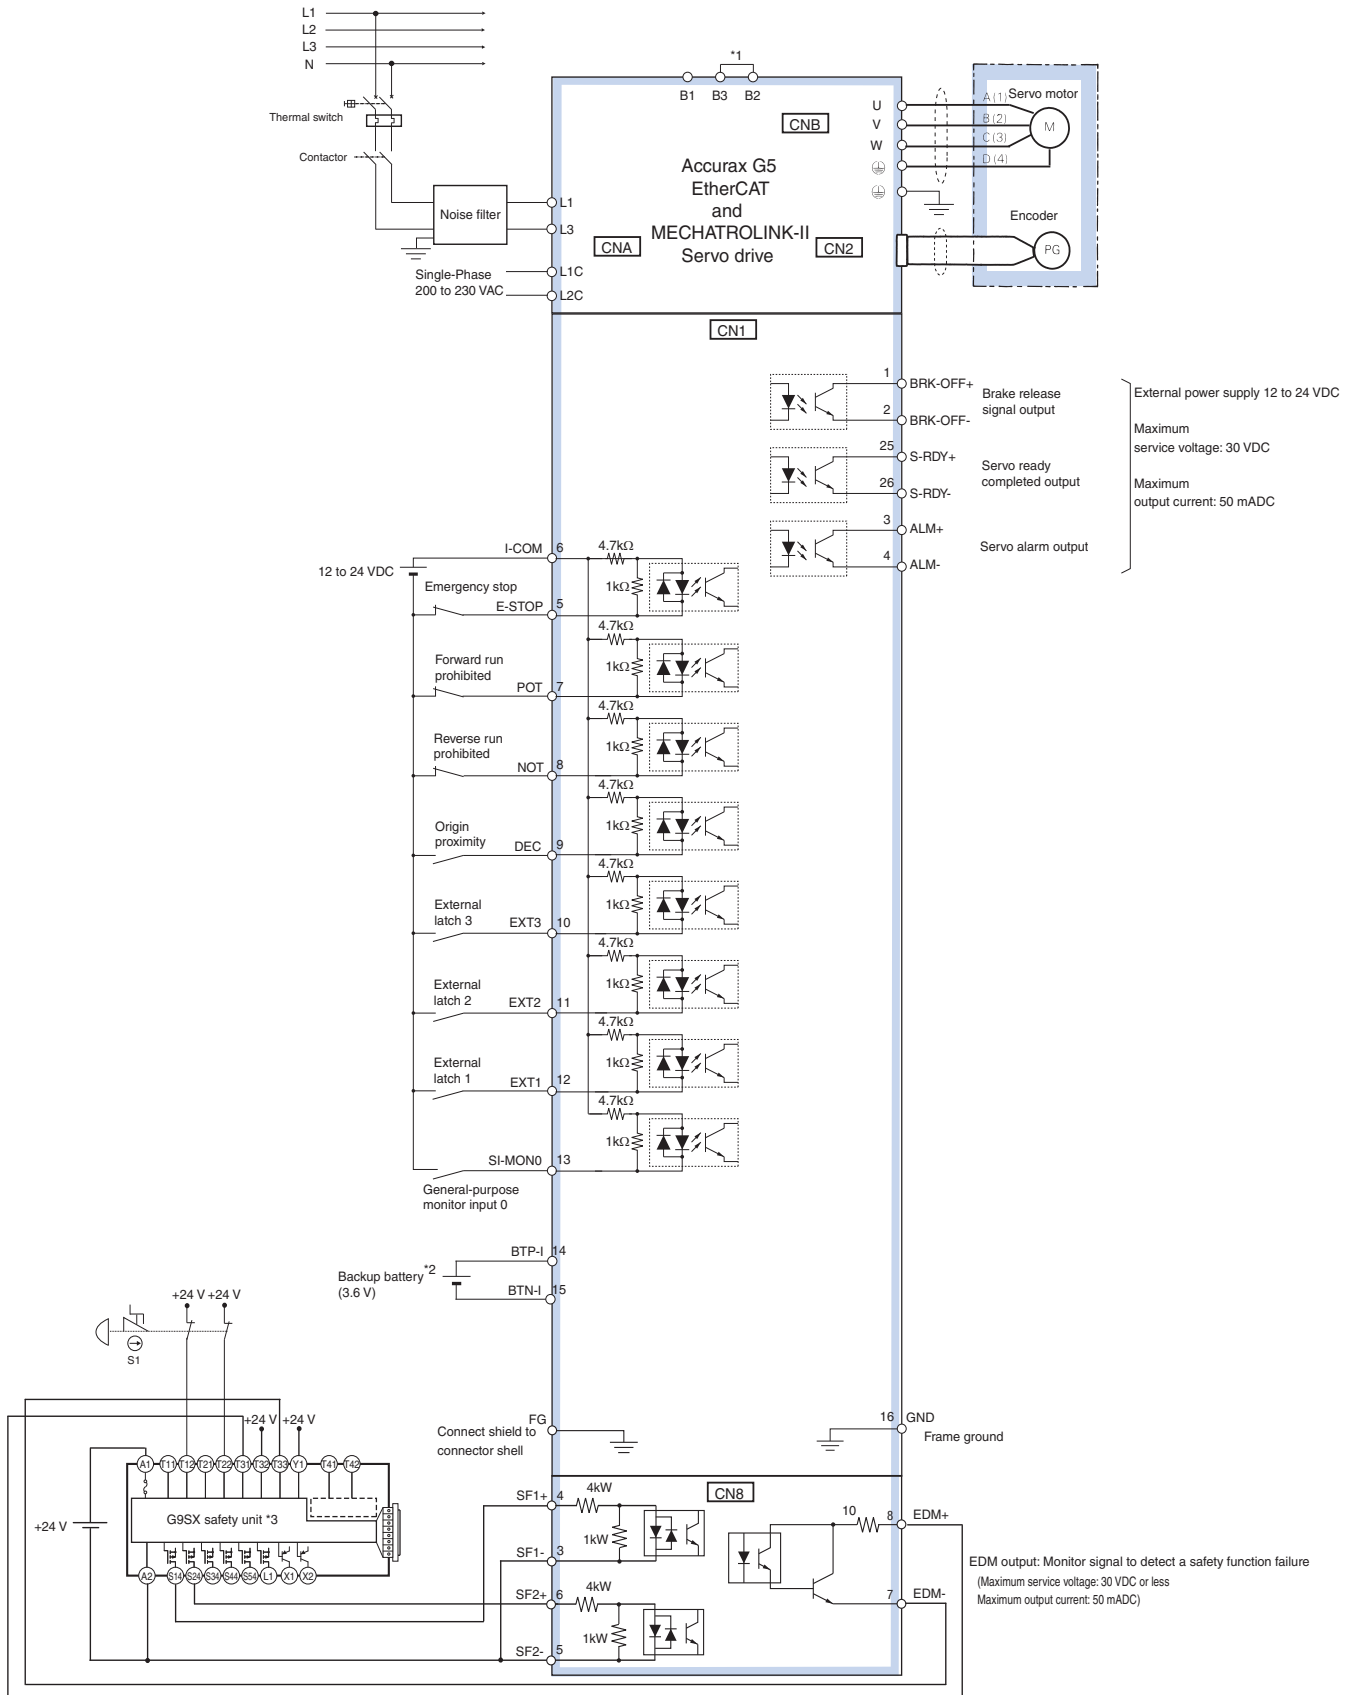 L1
L2
L3
N
Thermal switch
Contactor
Noise filter
Single-Phase
200 to 230 VAC
*1
B1
B3
B2
CNB
Accurax G5
EtherCAT
and
MECHATROLINK-II
Servo drive
CNA
CN2
L1
L3
L1C
L2C
U
V
W
A (1)
B (2)
C (3)
D (4)
Servo motor
M
Encoder
PG
CN1
1
BRK-OFF+
2
BRK-OFF-
Brake release
signal output
25
S-RDY+
26
S-RDY-
Servo ready
completed output
3
ALM+
4
ALM-
Servo alarm output
External power supply 12 to 24 VDC
Maximum
service voltage: 30 VDC
Maximum
output current: 50 mADC
12 to 24 VDC
I-COM
6
4.7kΩ
1kΩ
Emergency stop
E-STOP
5
4.7kΩ
1kΩ
Forward run
prohibited
POT
7
4.7kΩ
1kΩ
Reverse run
prohibited
NOT
8
4.7kΩ
1kΩ
Origin
proximity
DEC
9
4.7kΩ
1kΩ
External
latch 3
EXT3
10
4.7kΩ
1kΩ
External
latch 2
EXT2
11
4.7kΩ
1kΩ
External
latch 1
EXT1
12
4.7kΩ
1kΩ
SI-MON0
13
General-purpose
monitor input 0
BTP-I
14
Backup battery *2
(3.6 V)
BTN-I
15
+24 V
+24 V
S1
FG
Connect shield to
connector shell
16
GND
Frame ground
+24 V
+24 V
A1
T11
T12
T21
T22
T31
T32
T33
Y1
T41
T42
+24 V
G9SX safety unit *3
A2
S14
S24
S34
S44
S54
L1
X1
X2
CN8
SF1+
4
4kW
1kW
SF1-
3
SF2+
6
4kW
1kW
SF2-
5
10
8
EDM+
7
EDM-
EDM output: Monitor signal to detect a safety function failure
(Maximum service voltage: 30 VDC or less
Maximum output current: 50 mADC)